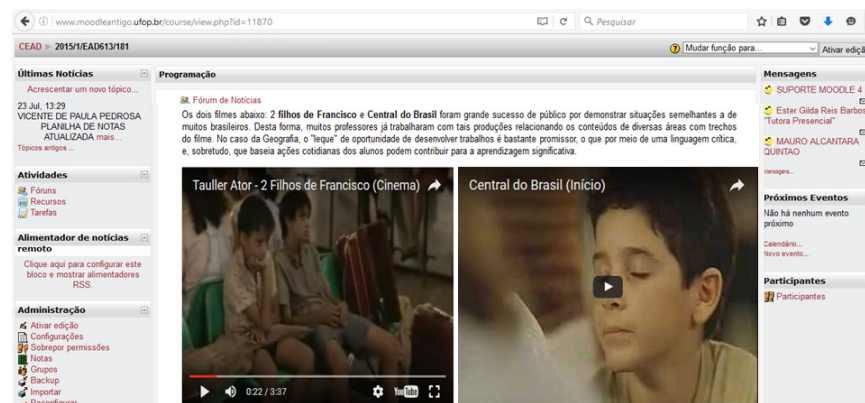 www.moodleantigo.ufop.br/course/view.php?id=11870
Pesquisar
CEAD ► 2015/1/EAD613/181
Mudar função para...
Ativar ediçã
Últimas Notícias
Acrescentar um novo tópico...
23 Jul, 13:29
VICENTE DE PAULA PEDROSA
PLANILHA DE NOTAS
ATUALIZADA mais...
Tópicos antigos ...
Atividades
Fóruns
Recursos
Tarefas
Alimentador de notícias
remoto
Clique aqui para configurar este
bloco e mostrar alimentadores
RSS.
Administração
Ativar edição
Configurações
Sobrepor permissões
Notas
Grupos
Backup
Importar
Reconfigurar
Programação
Fórum de Notícias
Os dois filmes abaixo: 2 filhos de Francisco e Central do Brasil foram grande sucesso de público por demonstrar situações semelhantes a de
muitos brasileiros. Desta forma, muitos professores já trabalharam com tais produções relacionando os conteúdos de diversas áreas com trechos
do filme. No caso da Geografia, o "leque" de oportunidade de desenvolver trabalhos é bastante promissor, o que por meio de uma linguagem crítica,
e, sobretudo, que baseia ações cotidianas dos alunos podem contribuir para a aprendizagem significativa.
Tauller Ator - 2 Filhos de Francisco (Cinema)
0:22 / 3:37
YouTube
Central do Brasil (Início)
Mensagens
SUPORTE MOODLE 4
Ester Gilda Reis Barbos
"Tutora Presencial"
MAURO ALCANTARA
QUINTAO
Mensagens...
Próximos Eventos
Não há nenhum evento
próximo
Calendário...
Novo evento...
Participantes
Participantes